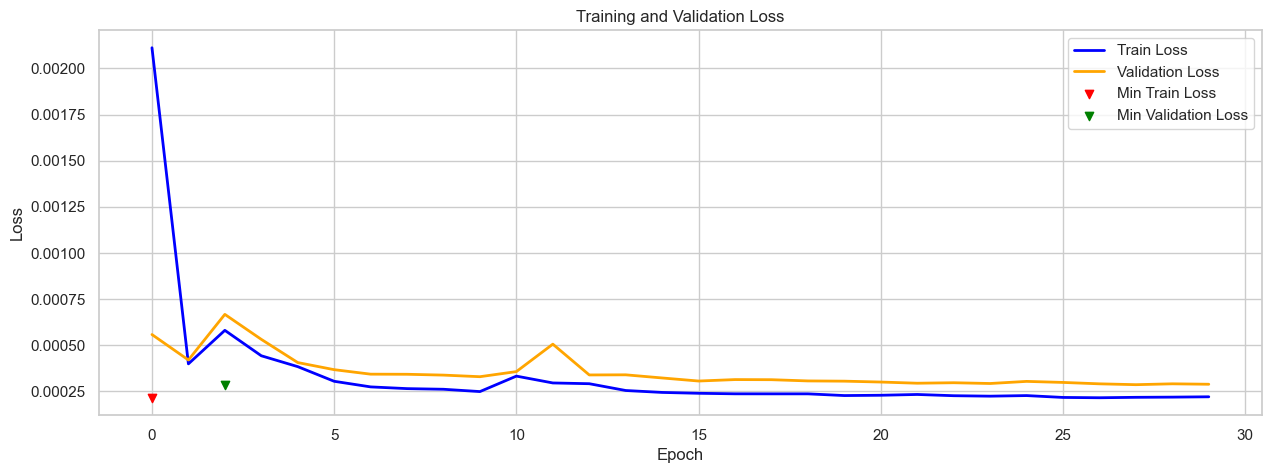 Training and Validation Loss
Train Loss
Validation Loss
Min Train Loss
Min Validation Loss
Loss
0.00200
0.00175
0.00150
0.00125
0.00100
0.00075
0.00050
0.00025
0 5 10 15 20 25 30
Epoch